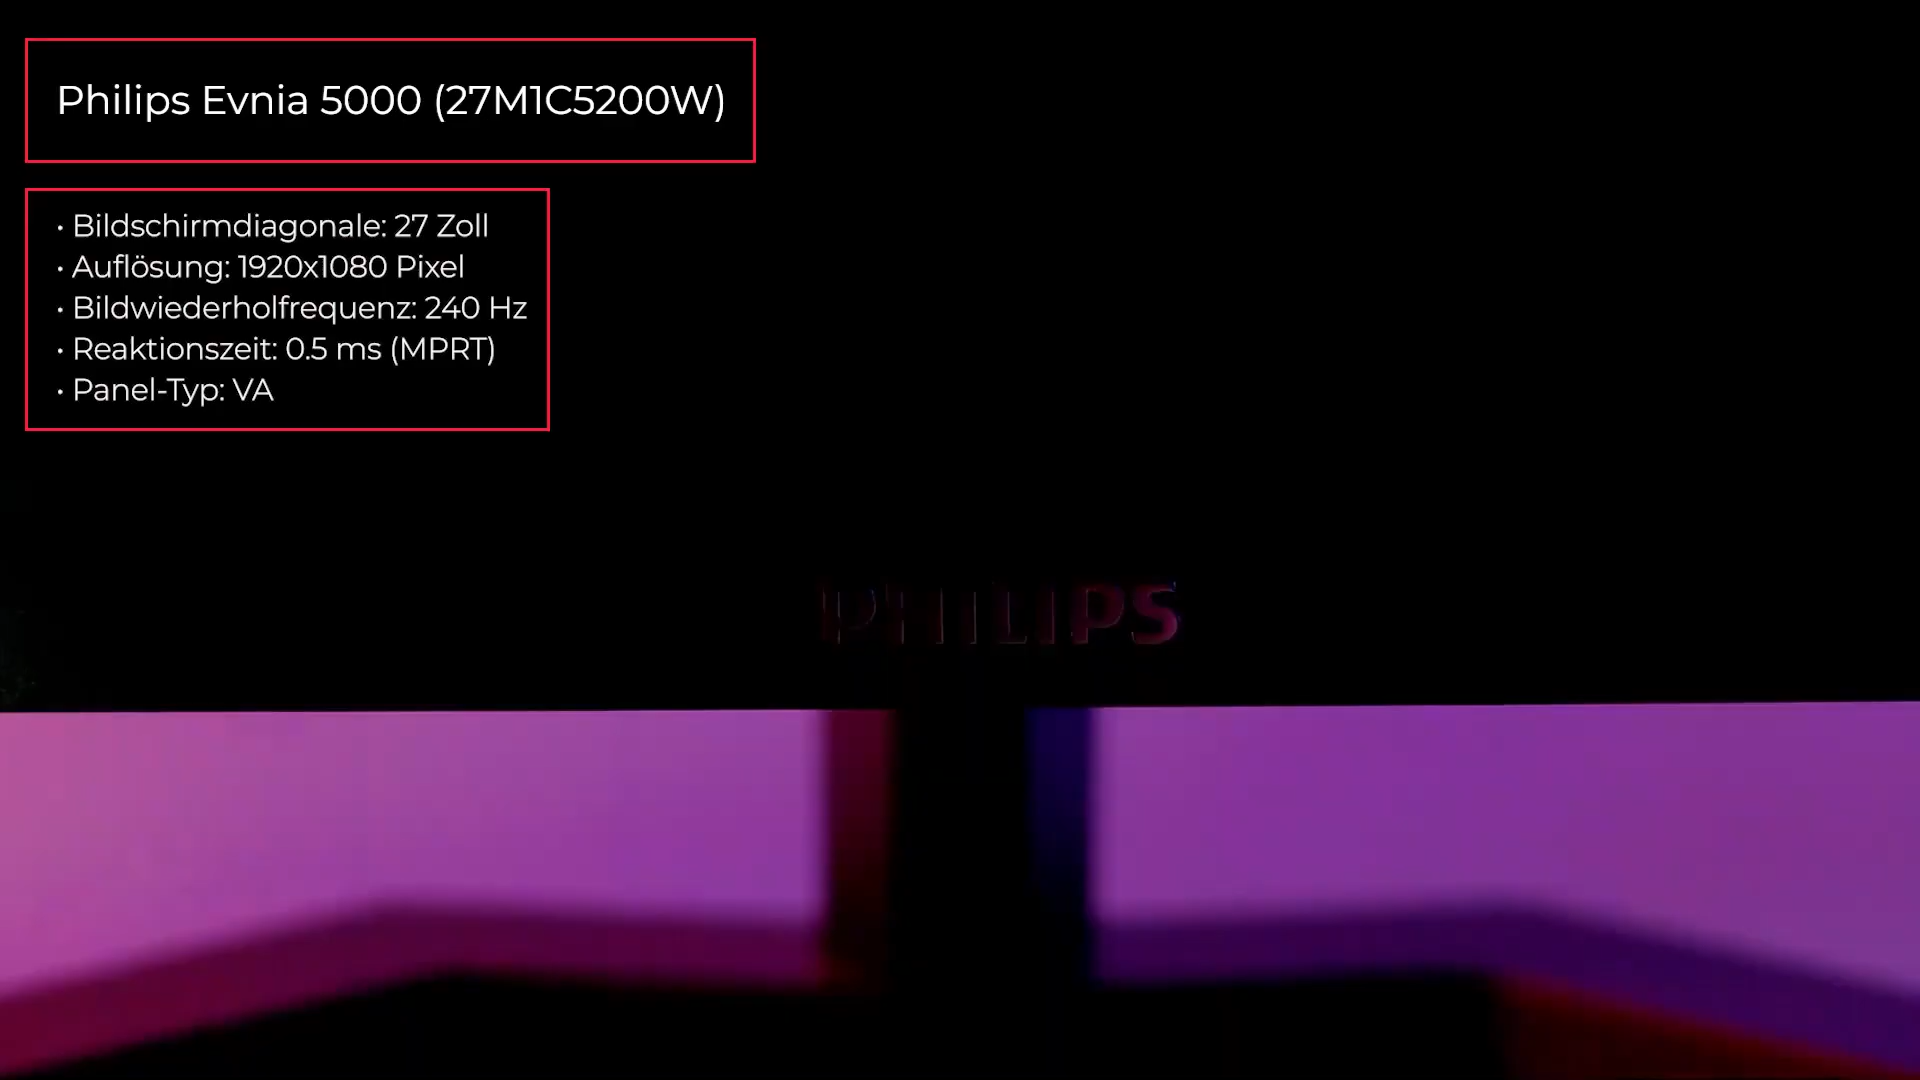 Philips Evnia 5000 (27M1C5200W)
• Bildschirmdiagonale: 27 Zoll
• Auflösung: 1920x1080 Pixel
• Bildwiederholfrequenz: 240 Hz
• Reaktionszeit: 0.5 ms (MPRT)
• Panel-Typ: VA
PHILIPS